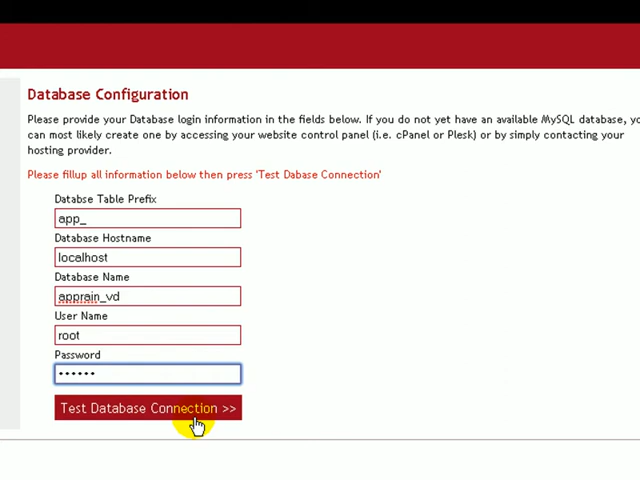 Database Configuration
Please provide your Database login information in the fields below. If you do not yet have an available MySQL database,
can most likely create one by accessing your website control panel (i.e. cPanel or Plesk) or by simply contacting your
hosting provider.
Please fillup all information below then press 'Test Dabase Connection'
Databse Table Prefix
app_
Database Hostname
localhost
Database Name
apprain_vd
User Name
root
Password
••••••
Test Database Connection >>